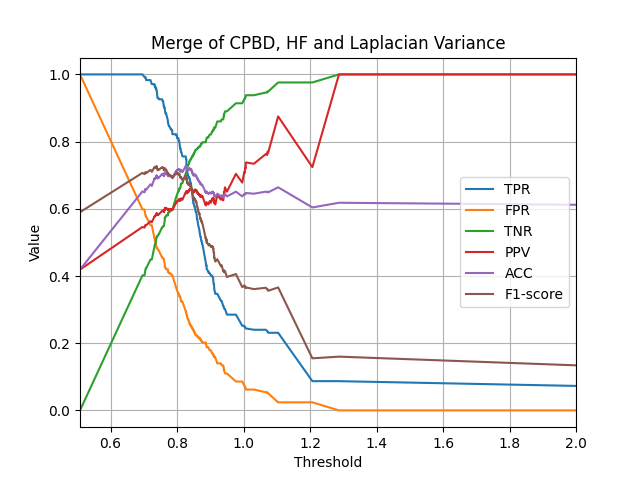 Merge of CPBD, HF and Laplacian Variance
Value
1.0
0.8
0.6
0.4
0.2
0.0
TPR
FPR
TNR
PPV
ACC
F1-score
0.6 0.8 1.0 1.2 1.4 1.6 1.8 2.0
Threshold